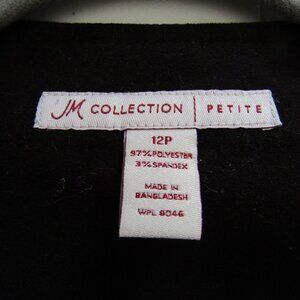 JM COLLECTION | PETITE
12P
97% POLYESTER
3% SPANDEX
MADE IN
BANGLADESH
WPL 8046